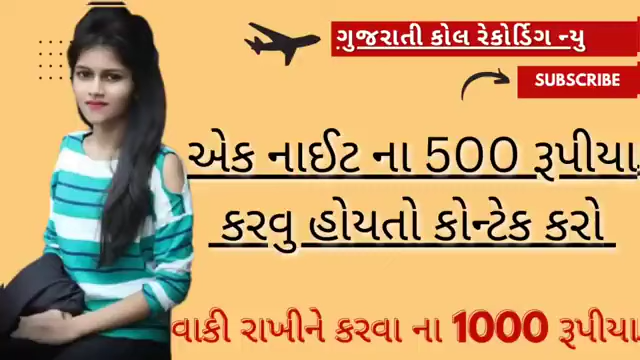 ગુજરાતી કોલ રેકોર્ડિંગ ન્યુ
SUBSCRIBE
એક નાઈટ ના 500 રૂપીયા
કરવુ હોયતો કોન્ટેક કરો
વાકી રાખીને કરવા ના 1000 રૂપીયા